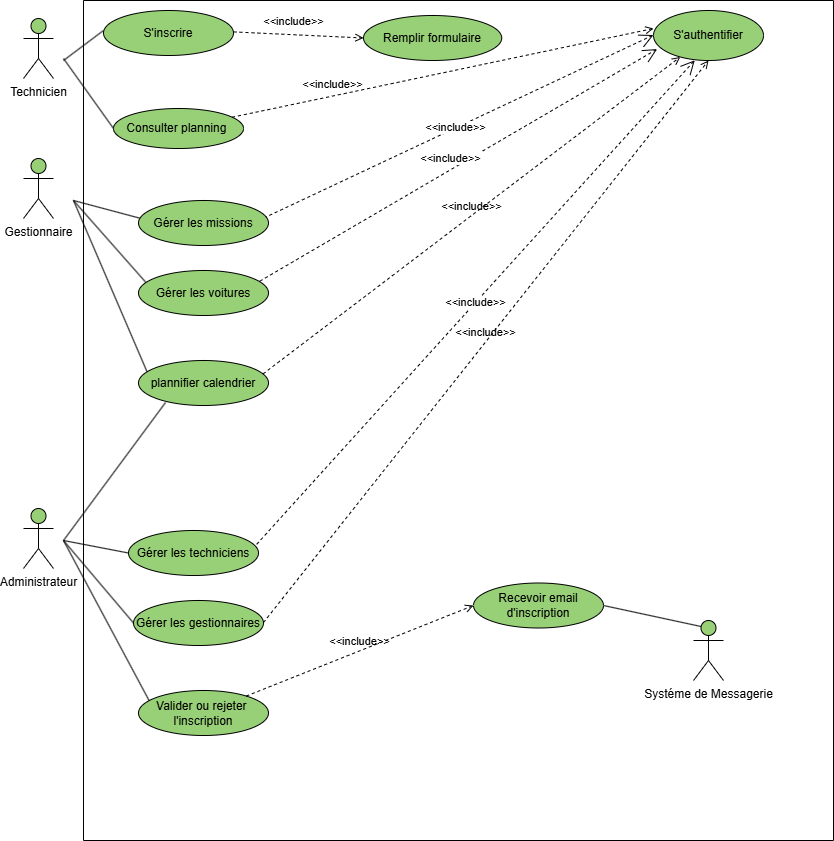 S'inscrire
<<include>>
Remplir formulaire
S'authentifier
Technicien
<<include>>
Consulter planning
<<include>>
<<include>>
Gestionnaire
Gérer les missions
<<include>>
Gérer les voitures
<<include>>
<<include>>
plannifier calendrier
Administrateur
Gérer les techniciens
Gérer les gestionnaires
Recevoir email
d'inscription
<<include>>
Systéme de Messagerie
Valider ou rejeter
l'inscription